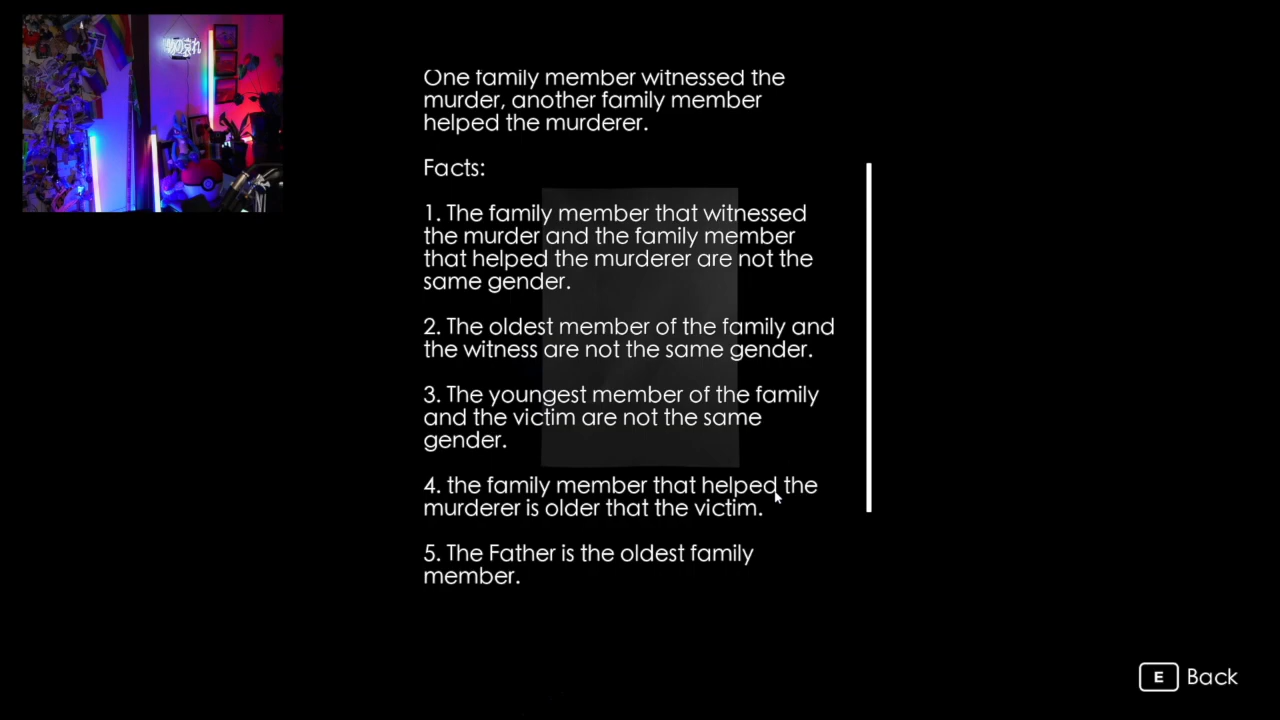 One family member witnessed the
murder, another family member
helped the murderer.
Facts:
1. The family member that witnessed
the murder and the family member
that helped the murderer are not the
same gender.
2. The oldest member of the family and
the witness are not the same gender.
3. The youngest member of the family
and the victim are not the same
gender.
4. the family member that helped the
murderer is older that the victim.
5. The Father is the oldest family
member.
E Back